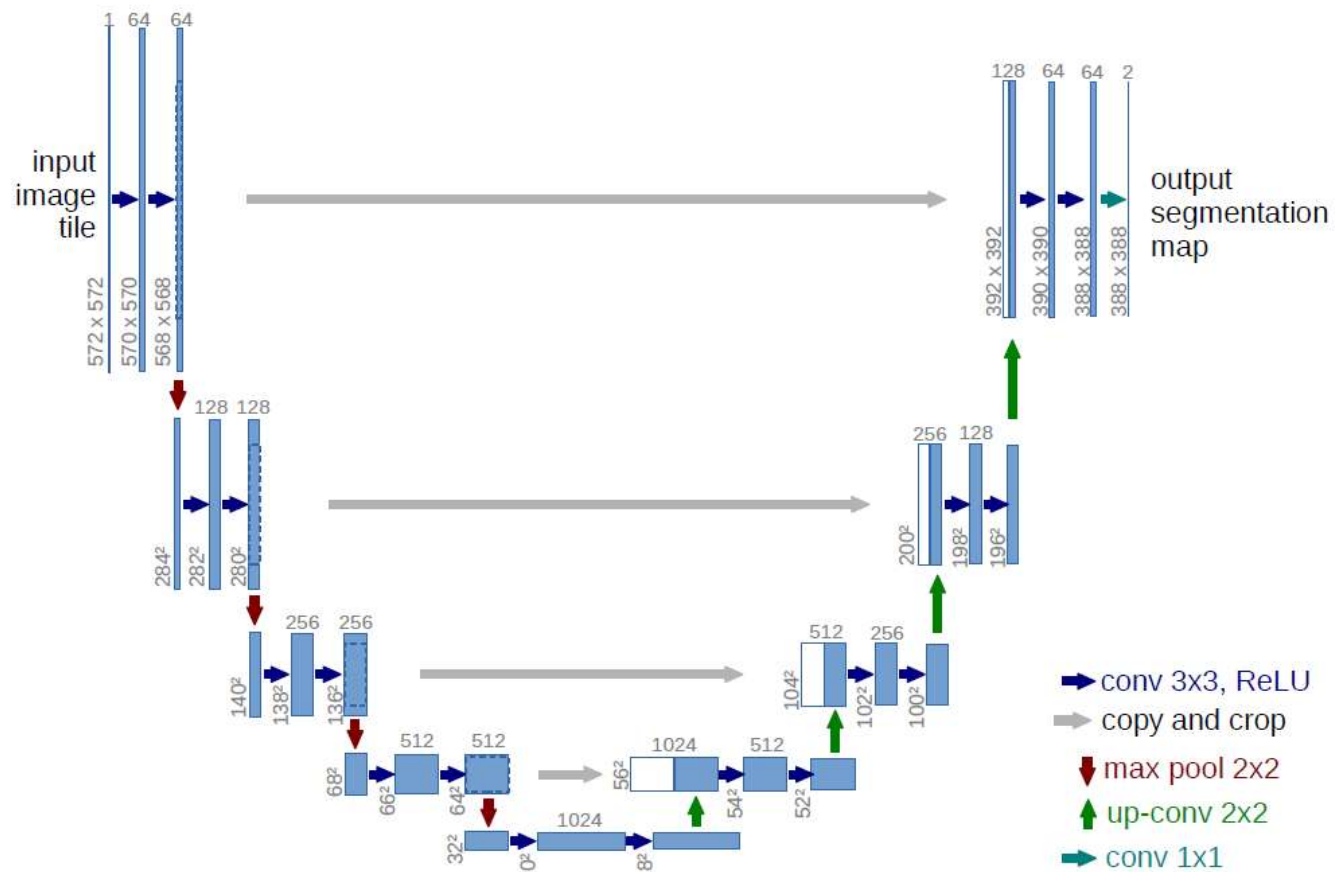 1 64 64
input
image
tile
572 x 572
570 x 570
568 x 568
128 64 64 2
output
segmentation
map
392 x 392
390 x 390
388 x 388
388 x 388
128 128
284²
282²
280²
256 128
200²
198²
196²
256 256
140²
138²
136²
512 256
104²
102²
100²
512 512
68²
66²
64²
1024 512
56²
54²
52²
1024
32²
0²
8²
conv 3x3, ReLU
copy and crop
max pool 2x2
up-conv 2x2
conv 1x1